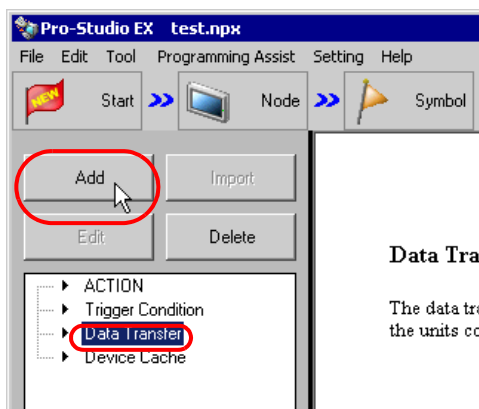 Pro-Studio EX test.npx
File Edit Tool Programming Assist Setting Help
NEW Start Node Symbol
Add Import
Edit Delete
ACTION
Trigger Condition
Data Transfer
Device Cache
Data Tra
The data tra
the units co